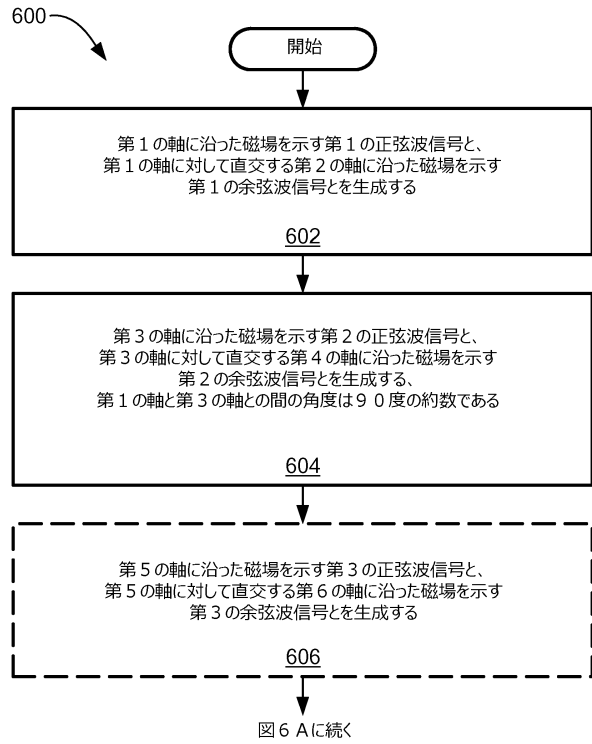 600
開始
第１の軸に沿った磁場を示す第１の正弦波信号と、
第１の軸に対して直交する第２の軸に沿った磁場を示す
第１の余弦波信号とを生成する
602
第３の軸に沿った磁場を示す第２の正弦波信号と、
第３の軸に対して直交する第４の軸に沿った磁場を示す
第２の余弦波信号とを生成する、
第１の軸と第３の軸との間の角度は９０度の約数である
604
第５の軸に沿った磁場を示す第３の正弦波信号と、
第５の軸に対して直交する第６の軸に沿った磁場を示す
第３の余弦波信号とを生成する
606
図６Ａに続く